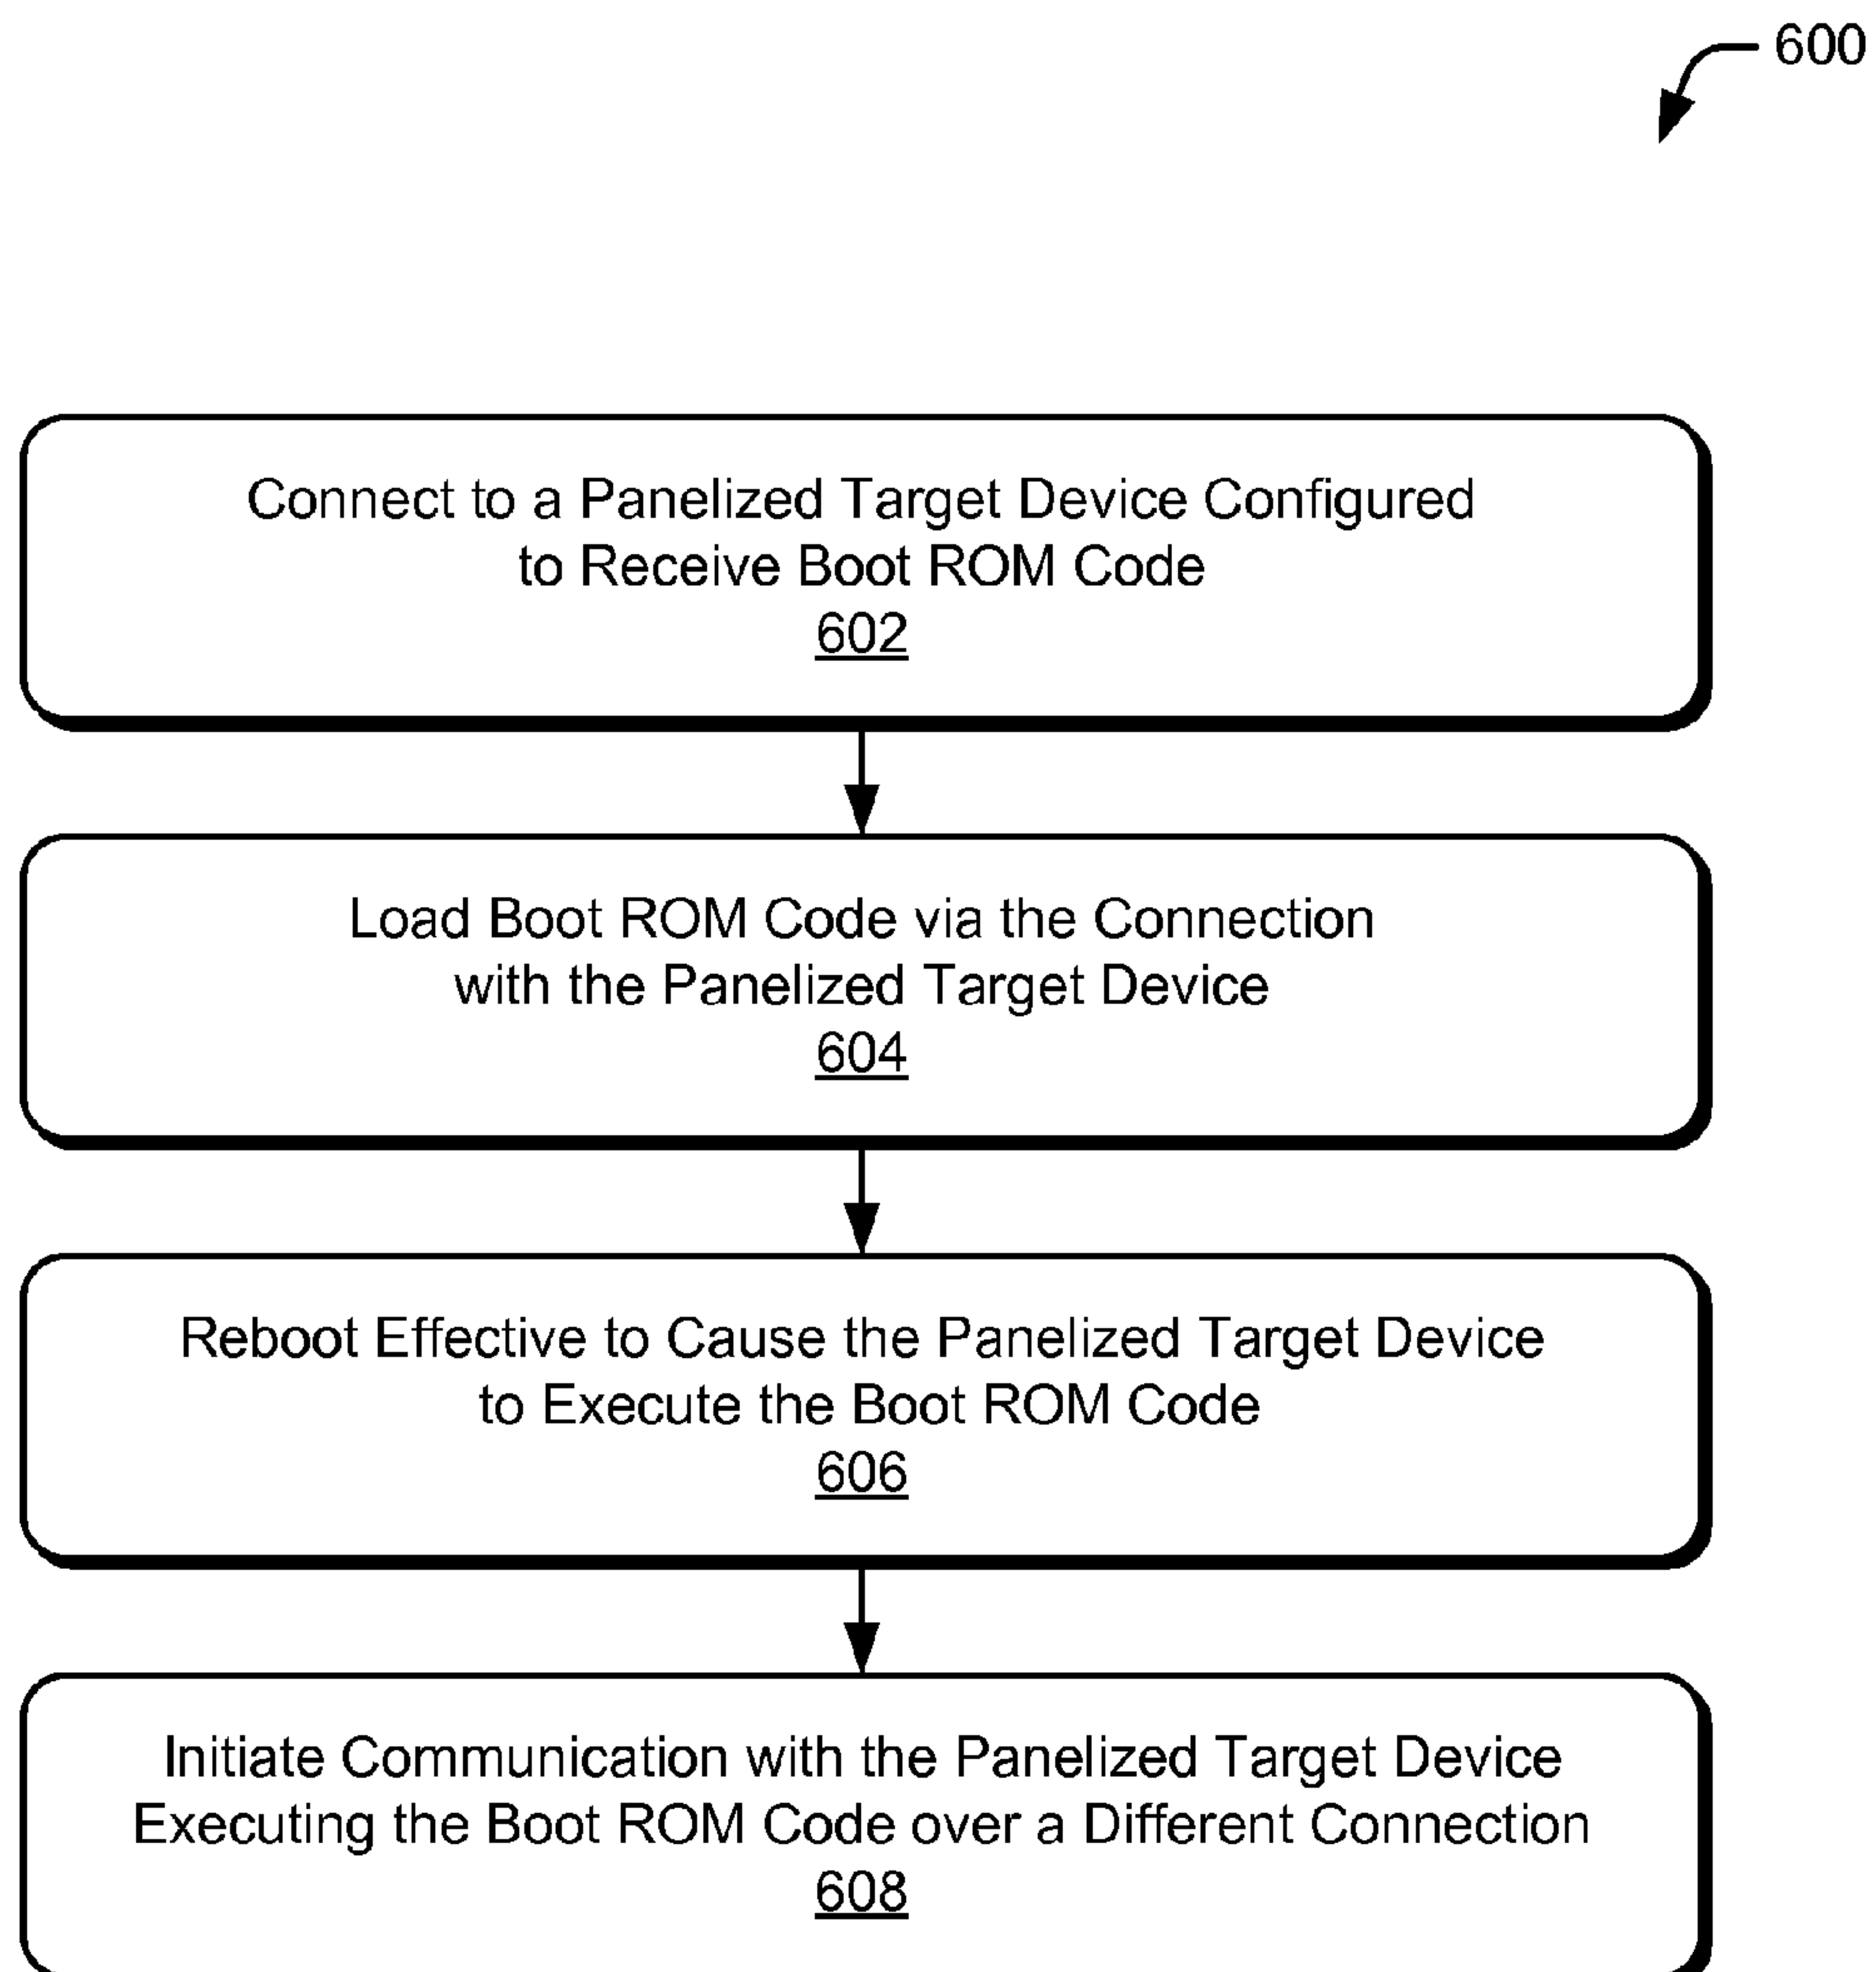 600
Connect to a Panelized Target Device Configured
to Receive Boot ROM Code
602
Load Boot ROM Code via the Connection
with the Panelized Target Device
604
Reboot Effective to Cause the Panelized Target Device
to Execute the Boot ROM Code
606
Initiate Communication with the Panelized Target Device
Executing the Boot ROM Code over a Different Connection
608